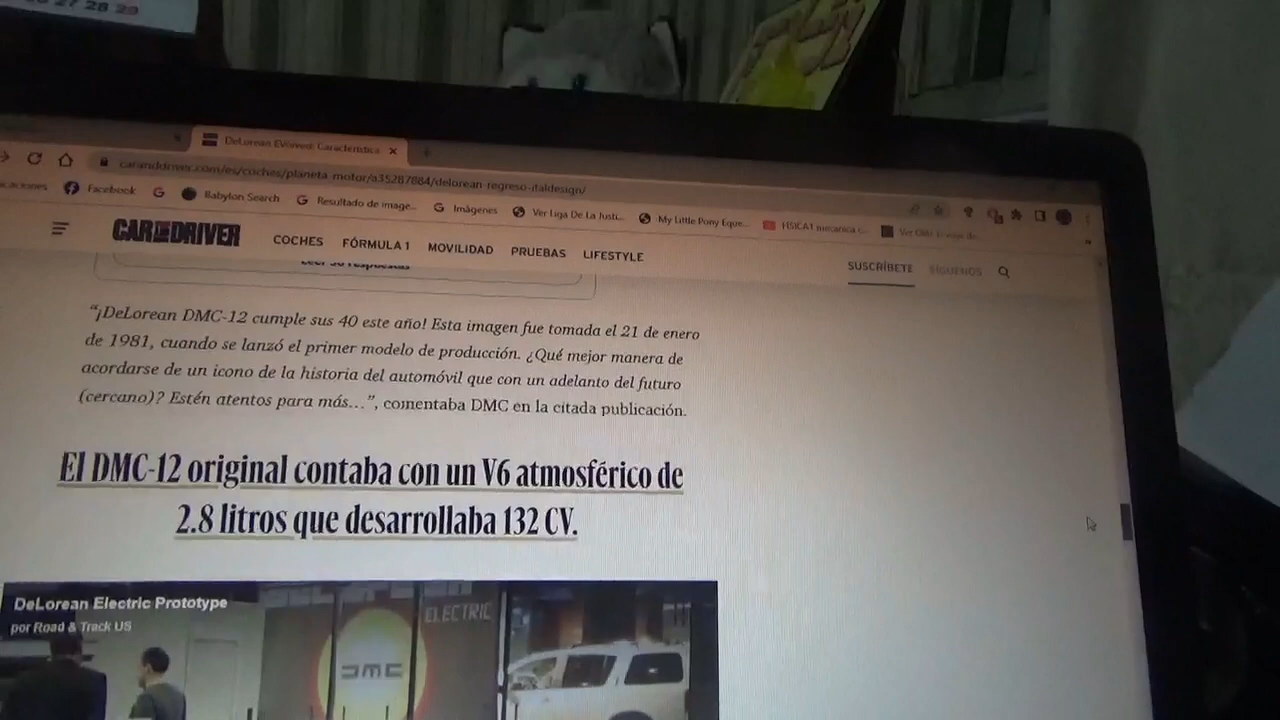 27 28 29
DeLorean EVolved: Característica
caranddriver.com/es/coches/planeta-motor/a35287884/delorean-regreso-italdesign/
Facebook
Babylon Search
Resultado de image...
Imágenes
Ver Liga De La Justi...
My Little Pony Eque...
CAR AND DRIVER
COCHES
FÓRMULA 1
MOVILIDAD
PRUEBAS
LIFESTYLE
SUSCRÍBETE
SÍGUENOS
“¡DeLorean DMC-12 cumple sus 40 este año! Esta imagen fue tomada el 21 de enero
de 1981, cuando se lanzó el primer modelo de producción. ¿Qué mejor manera de
acordarse de un icono de la historia del automóvil que con un adelanto del futuro
(cercano)? Estén atentos para más…”, comentaba DMC en la citada publicación.
El DMC-12 original contaba con un V6 atmosférico de
2.8 litros que desarrollaba 132 CV.
DeLorean Electric Prototype
por Road & Track US
ELECTRIC
DMC